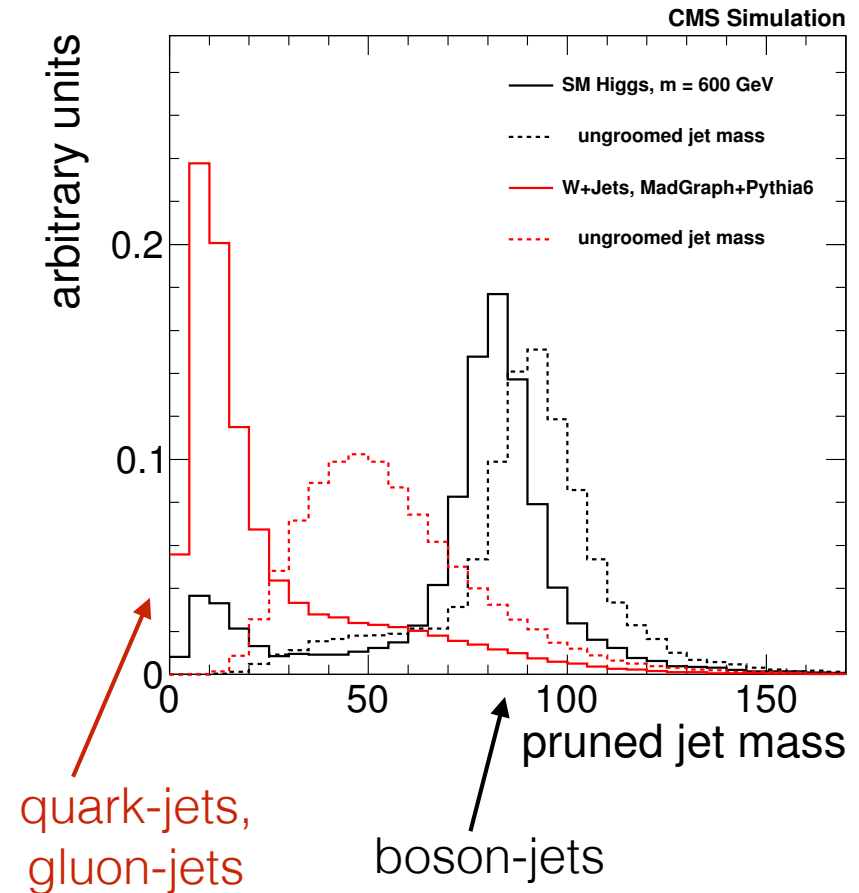 CMS Simulation
arbitrary units
SM Higgs, m = 600 GeV
ungroomed jet mass
W+Jets, MadGraph+Pythia6
ungroomed jet mass
0.2
0.1
0
0 50 100 150
pruned jet mass
quark-jets,
gluon-jets
boson-jets